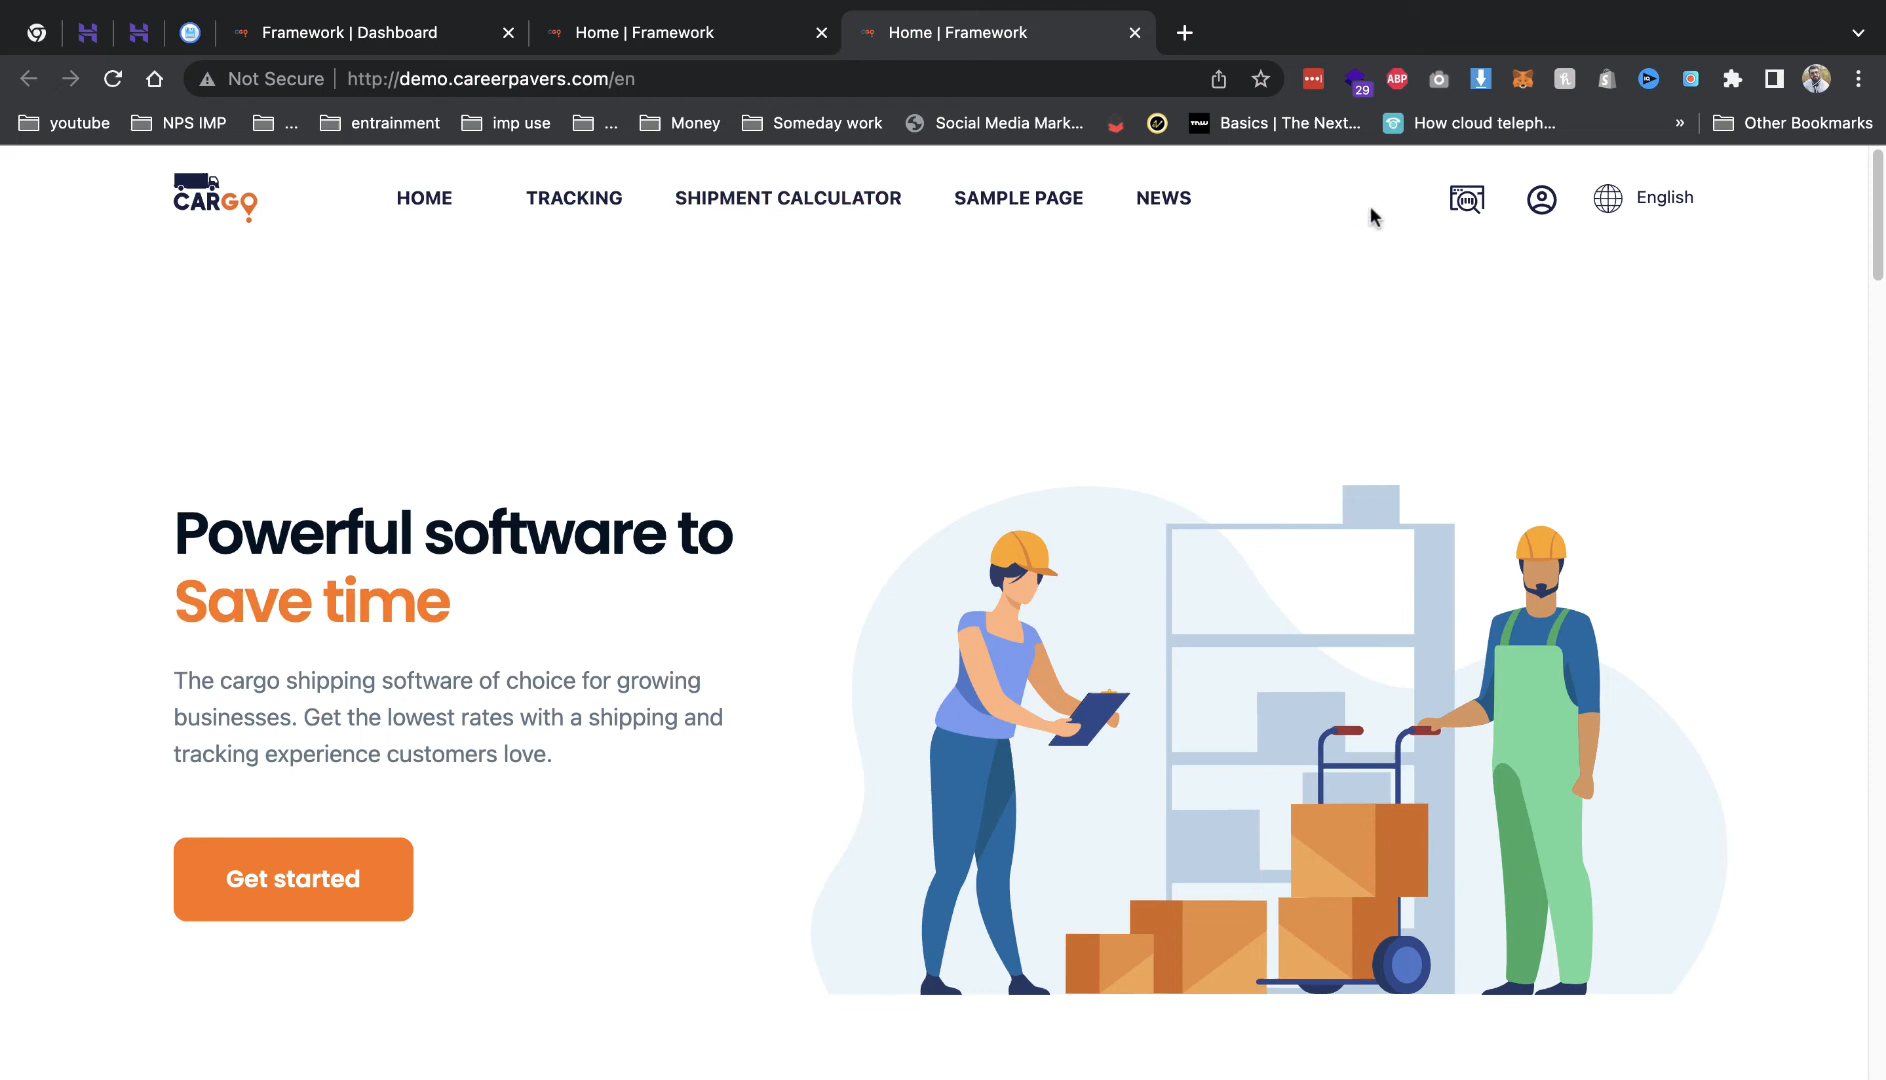 Framework | Dashboard
Home | Framework
Home | Framework
Not Secure
http://demo.careerpavers.com/en
ABP
29
youtube
NPS IMP
...
entrainment
imp use
...
Money
Someday work
Social Media Mark...
Basics | The Next...
How cloud teleph...
»
Other Bookmarks
CARGO
HOME
TRACKING
SHIPMENT CALCULATOR
SAMPLE PAGE
NEWS
English
Powerful software to
Save time
The cargo shipping software of choice for growing
businesses. Get the lowest rates with a shipping and
tracking experience customers love.
Get started